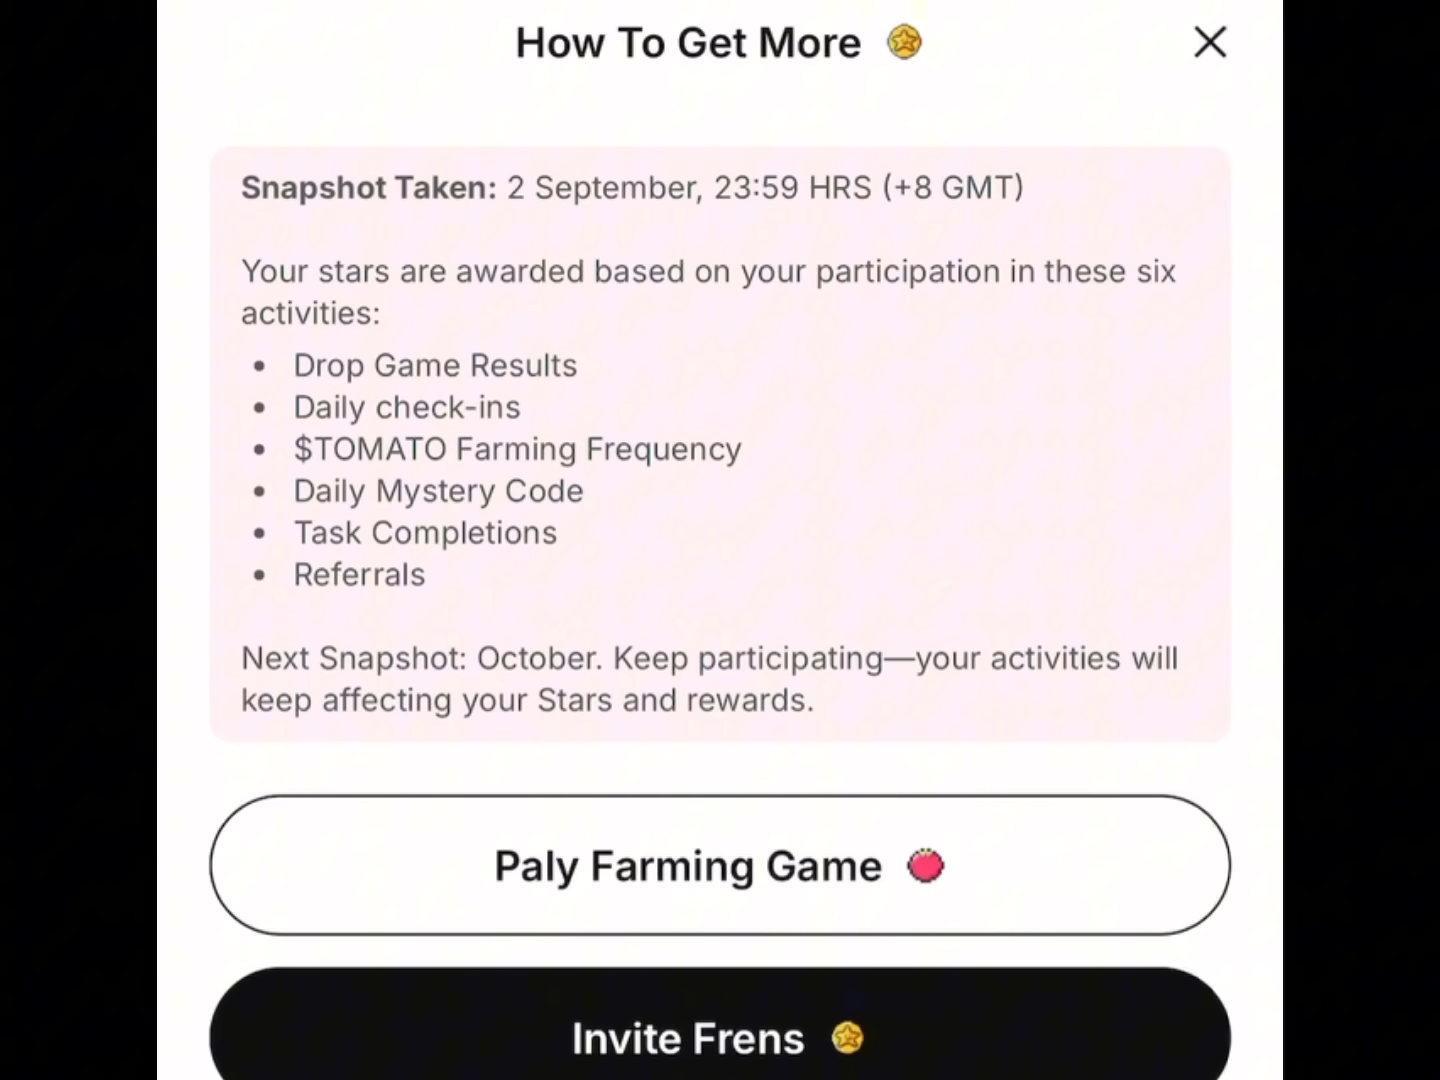 How To Get More
Snapshot Taken: 2 September, 23:59 HRS (+8 GMT)
Your stars are awarded based on your participation in these six
activities:
• Drop Game Results
• Daily check-ins
• $TOMATO Farming Frequency
• Daily Mystery Code
• Task Completions
• Referrals
Next Snapshot: October. Keep participating—your activities will
keep affecting your Stars and rewards.
Paly Farming Game
Invite Frens